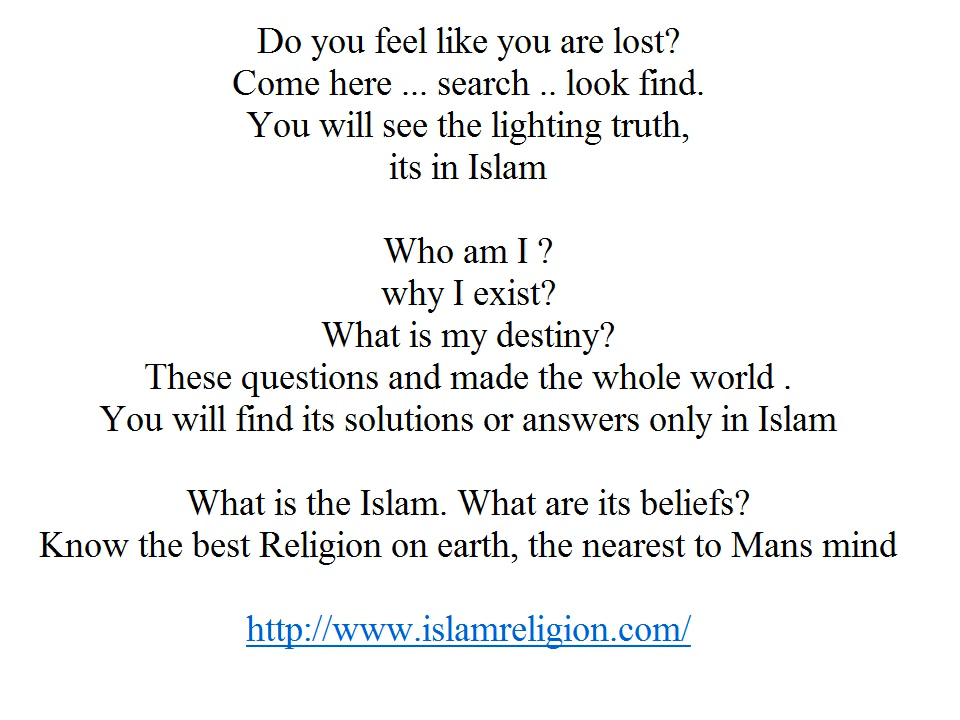 Do you feel like you are lost?
Come here ... search .. look find.
You will see the lighting truth,
its in Islam
Who am I ?
why I exist?
What is my destiny?
These questions and made the whole world .
You will find its solutions or answers only in Islam
What is the Islam. What are its beliefs?
Know the best Religion on earth, the nearest to Mans mind
http://www.islamreligion.com/